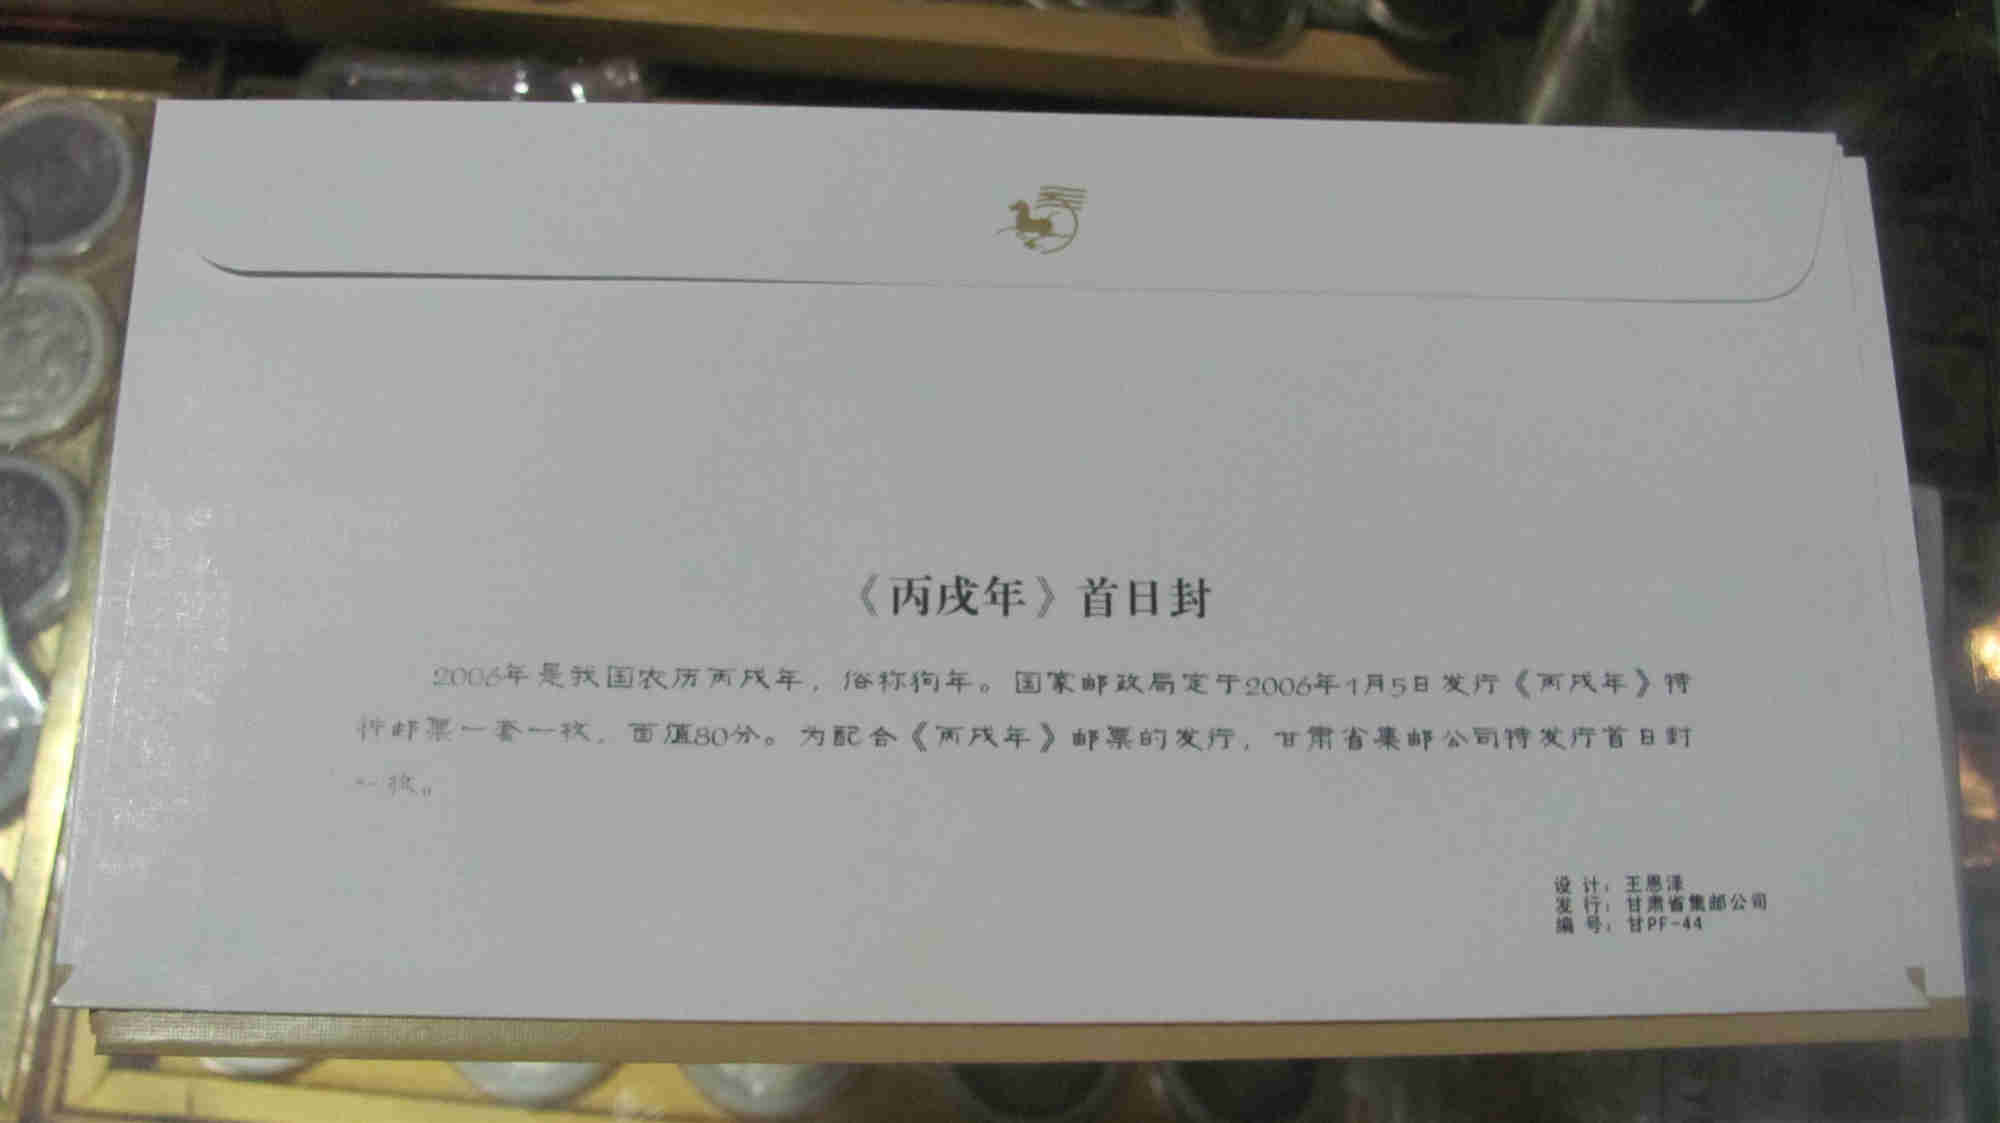 《丙戌年》首日封
2006年是我国农历丙戌年，俗称狗年。国家邮政局定于2006年1月5日发行《丙戌年》特
种邮票一套一枚，面值80分。为配合《丙戌年》邮票的发行，甘肃省集邮公司特发行首日封
一枚。
设 计：王恩泽
发 行：甘肃省集邮公司
编 号：甘PF-44